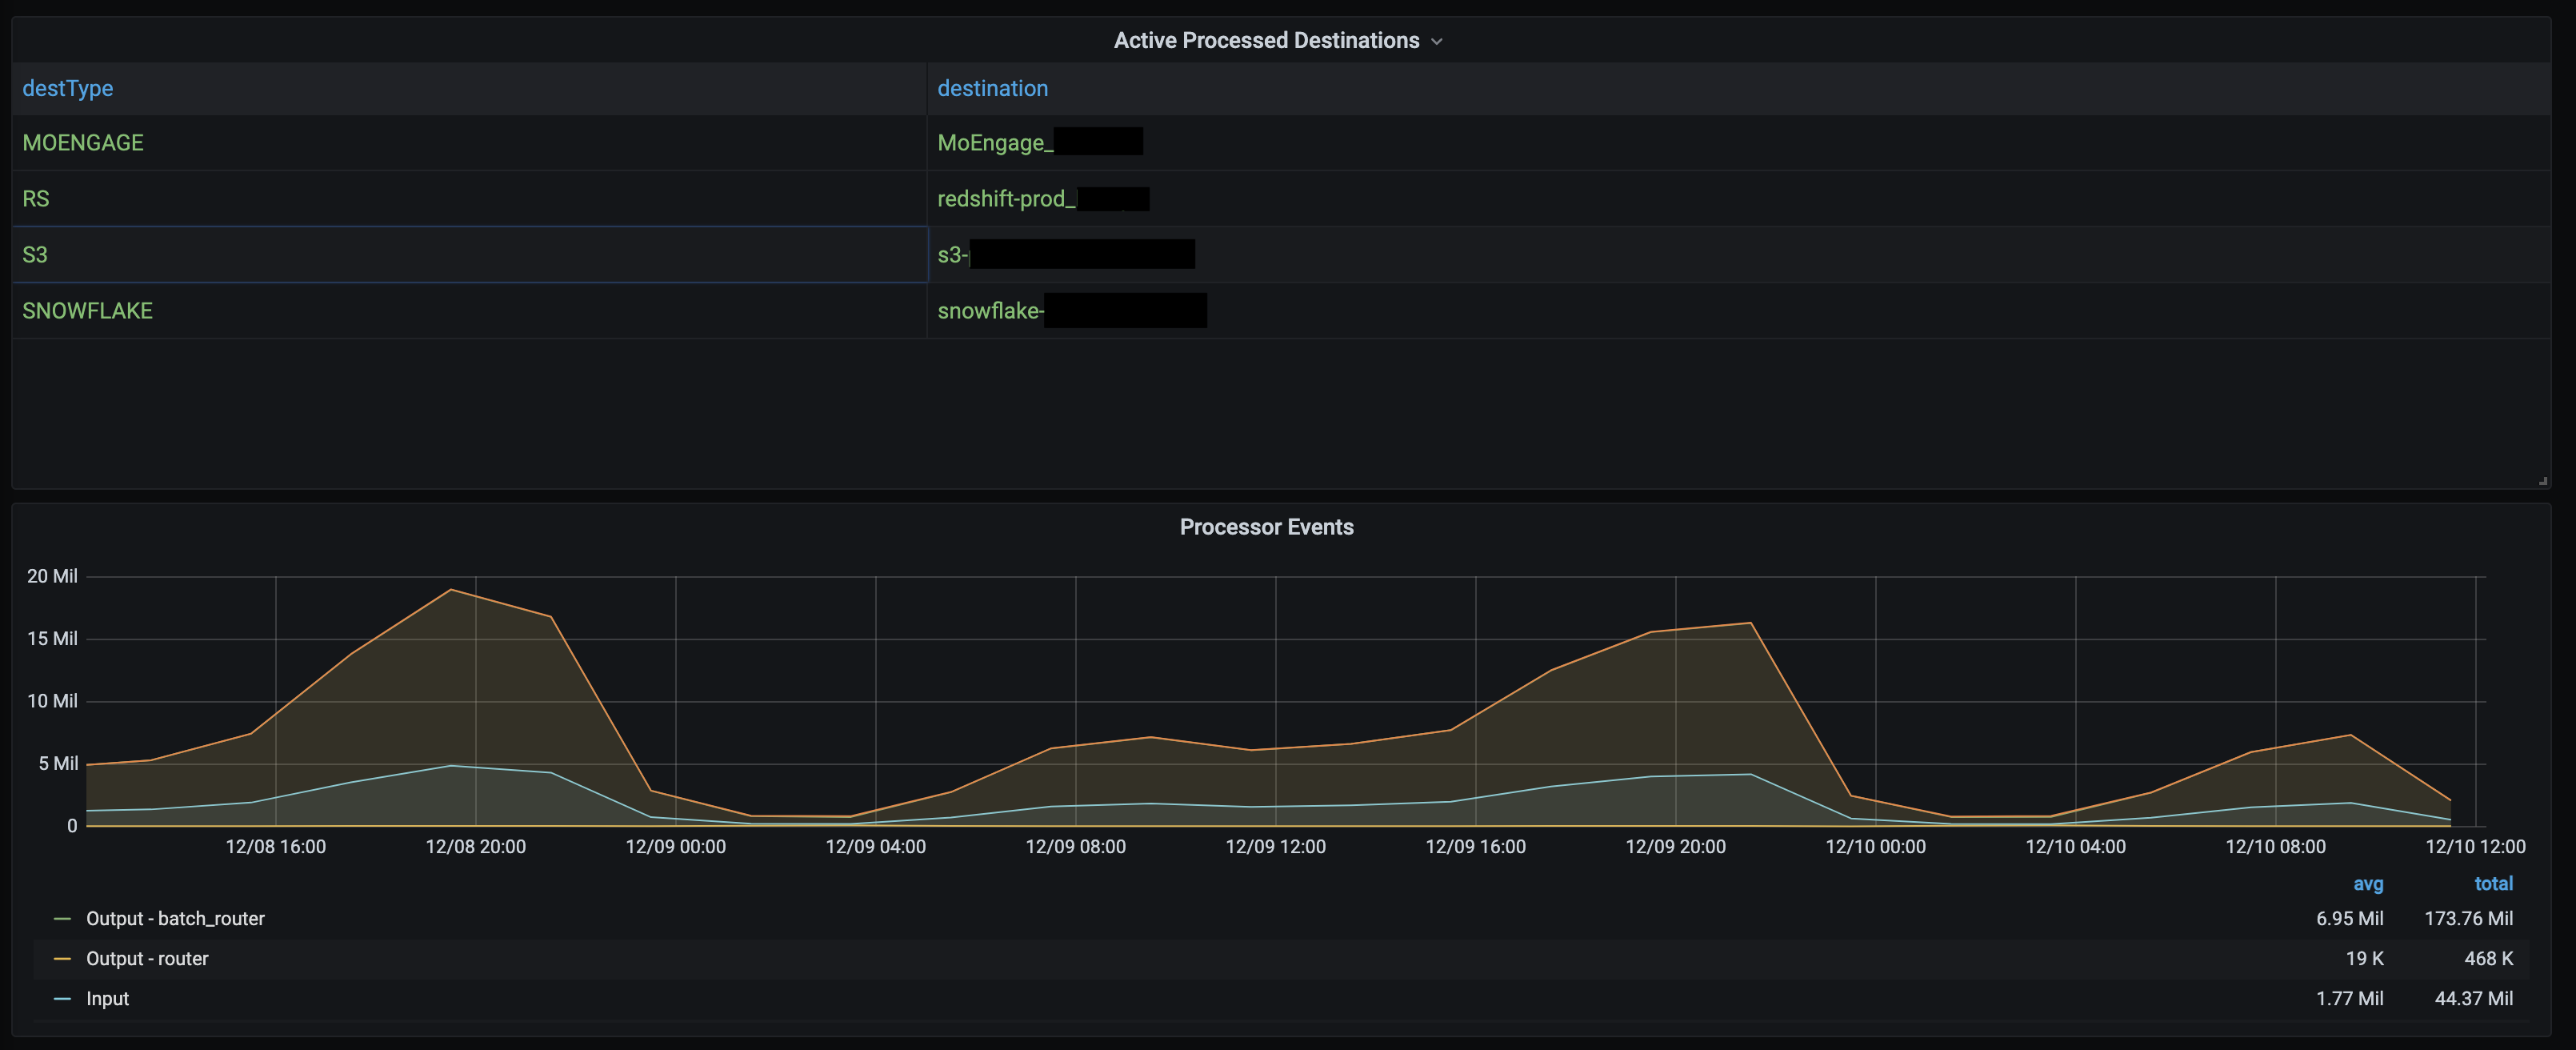 Active Processed Destinations
destType destination
MOENGAGE MoEngage_
RS redshift-prod_
S3 s3-
SNOWFLAKE snowflake-
Processor Events
20 Mil
15 Mil
10 Mil
5 Mil
0
12/08 16:00 12/08 20:00 12/09 00:00 12/09 04:00 12/09 08:00 12/09 12:00 12/09 16:00 12/09 20:00 12/10 00:00 12/10 04:00 12/10 08:00 12/10 12:00
avg total
Output - batch_router 6.95 Mil 173.76 Mil
Output - router 19 K 468 K
Input 1.77 Mil 44.37 Mil